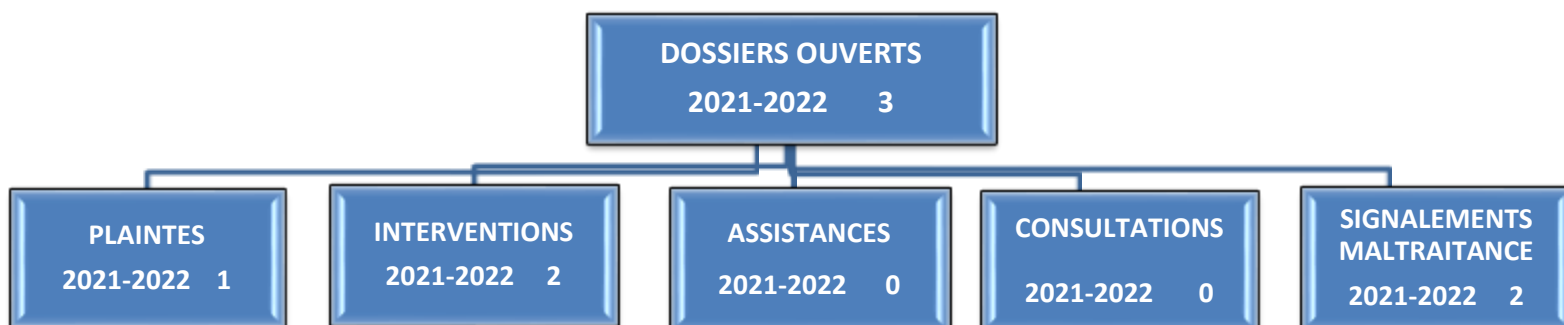 DOSSIERS OUVERTS
2021-2022 3
PLAINTES
2021-2022 1
INTERVENTIONS
2021-2022 2
ASSISTANCES
2021-2022 0
CONSULTATIONS
2021-2022 0
SIGNALEMENTS
MALTRAITANCE
2021-2022 2